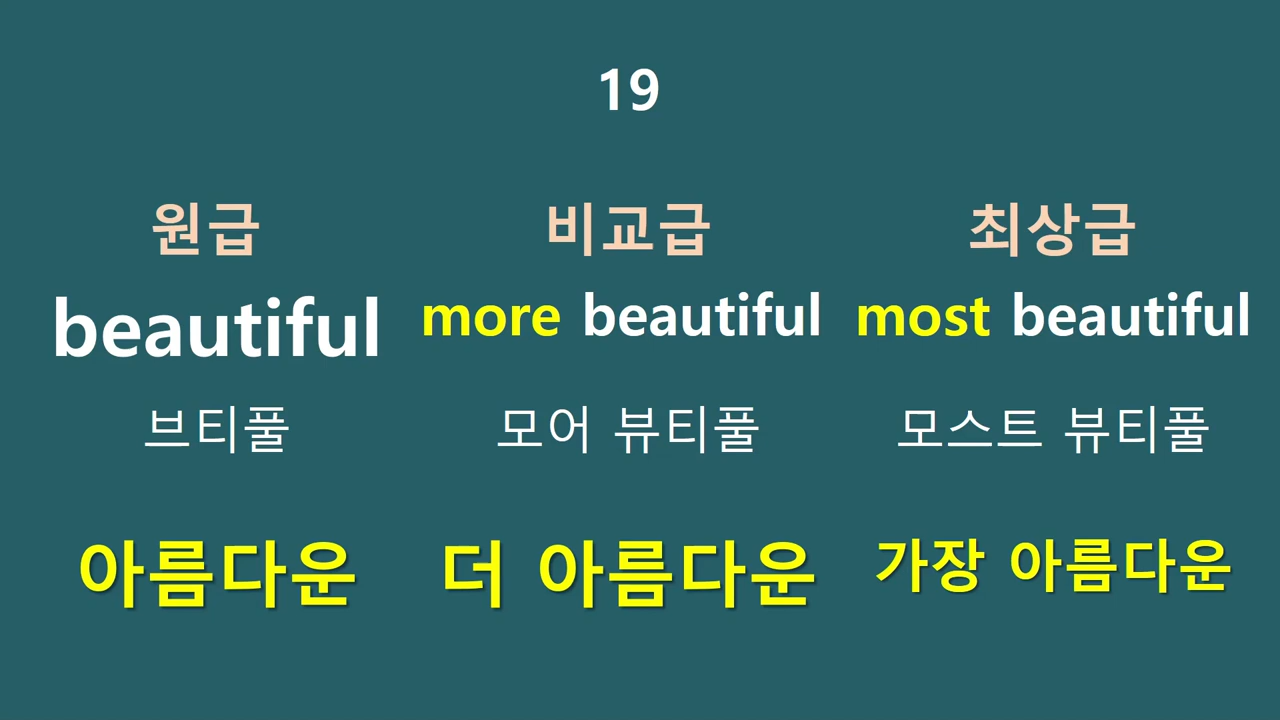 19
원급 비교급 최상급
beautiful more beautiful most beautiful
브티풀 모어 뷰티풀 모스트 뷰티풀
아름다운 더 아름다운 가장 아름다운